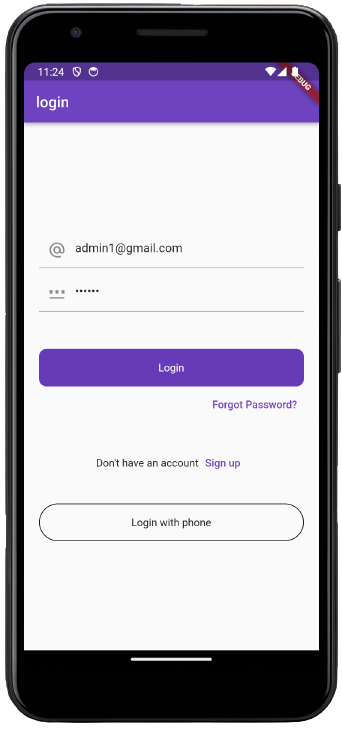 11:24
DEBUG
login
admin1@gmail.com
••••••
Login
Forgot Password?
Don't have an account Sign up
Login with phone